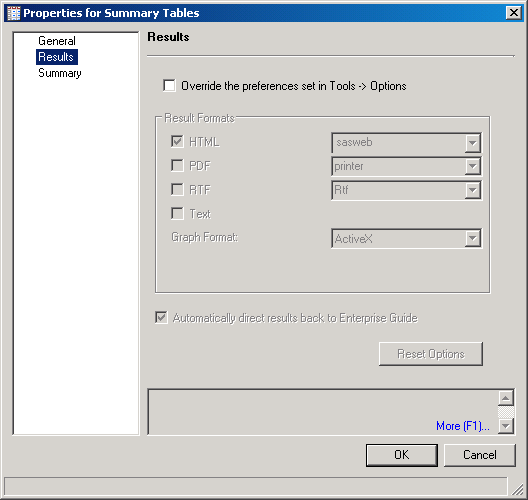 Properties for Summary Tables
General
Results
Summary
Results
Override the preferences set in Tools -> Options
Result Formats
HTML sasweb
PDF printer
RTF Rtf
Text
Graph Format: ActiveX
Automatically direct results back to Enterprise Guide
Reset Options
More (F1)...
OK Cancel